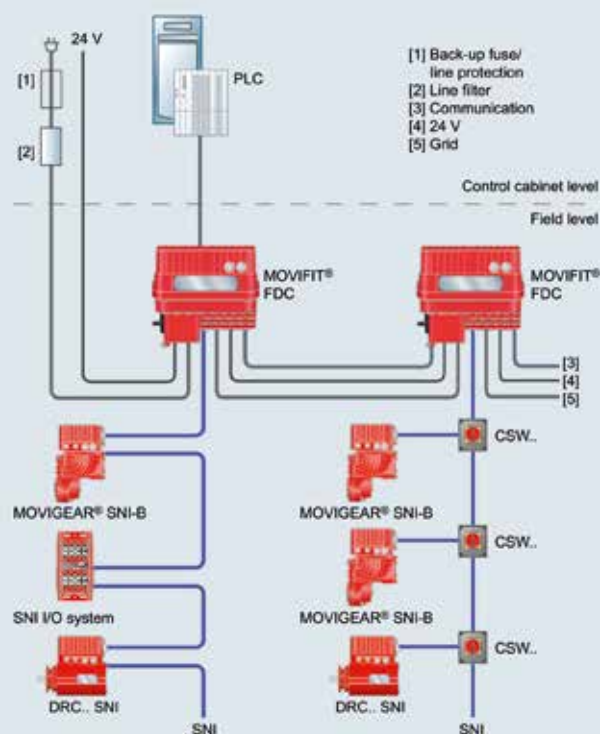 24 V
[1]
[2]
PLC
[1] Back-up fuse/
line protection
[2] Line filter
[3] Communication
[4] 24 V
[5] Grid
Control cabinet level
Field level
MOVIFIT®
FDC
MOVIFIT®
FDC
[3]
[4]
[5]
MOVIGEAR® SNI-B
SNI I/O system
DRC.. SNI
SNI
CSW..
MOVIGEAR® SNI-B
CSW..
MOVIGEAR® SNI-B
CSW..
DRC.. SNI
SNI